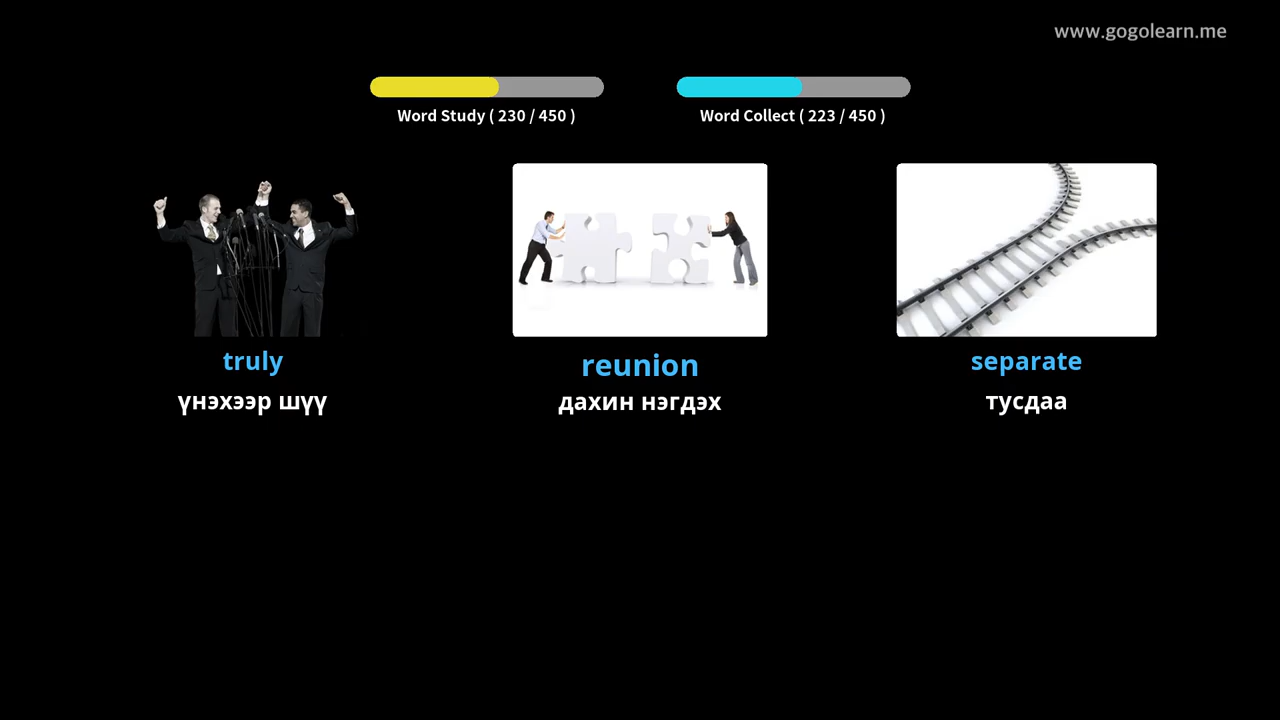 www.gogolearn.me
Word Study ( 230 / 450 )
Word Collect ( 223 / 450 )
truly
reunion
separate
үнэхээр шүү
дахин нэгдэх
тусдаа